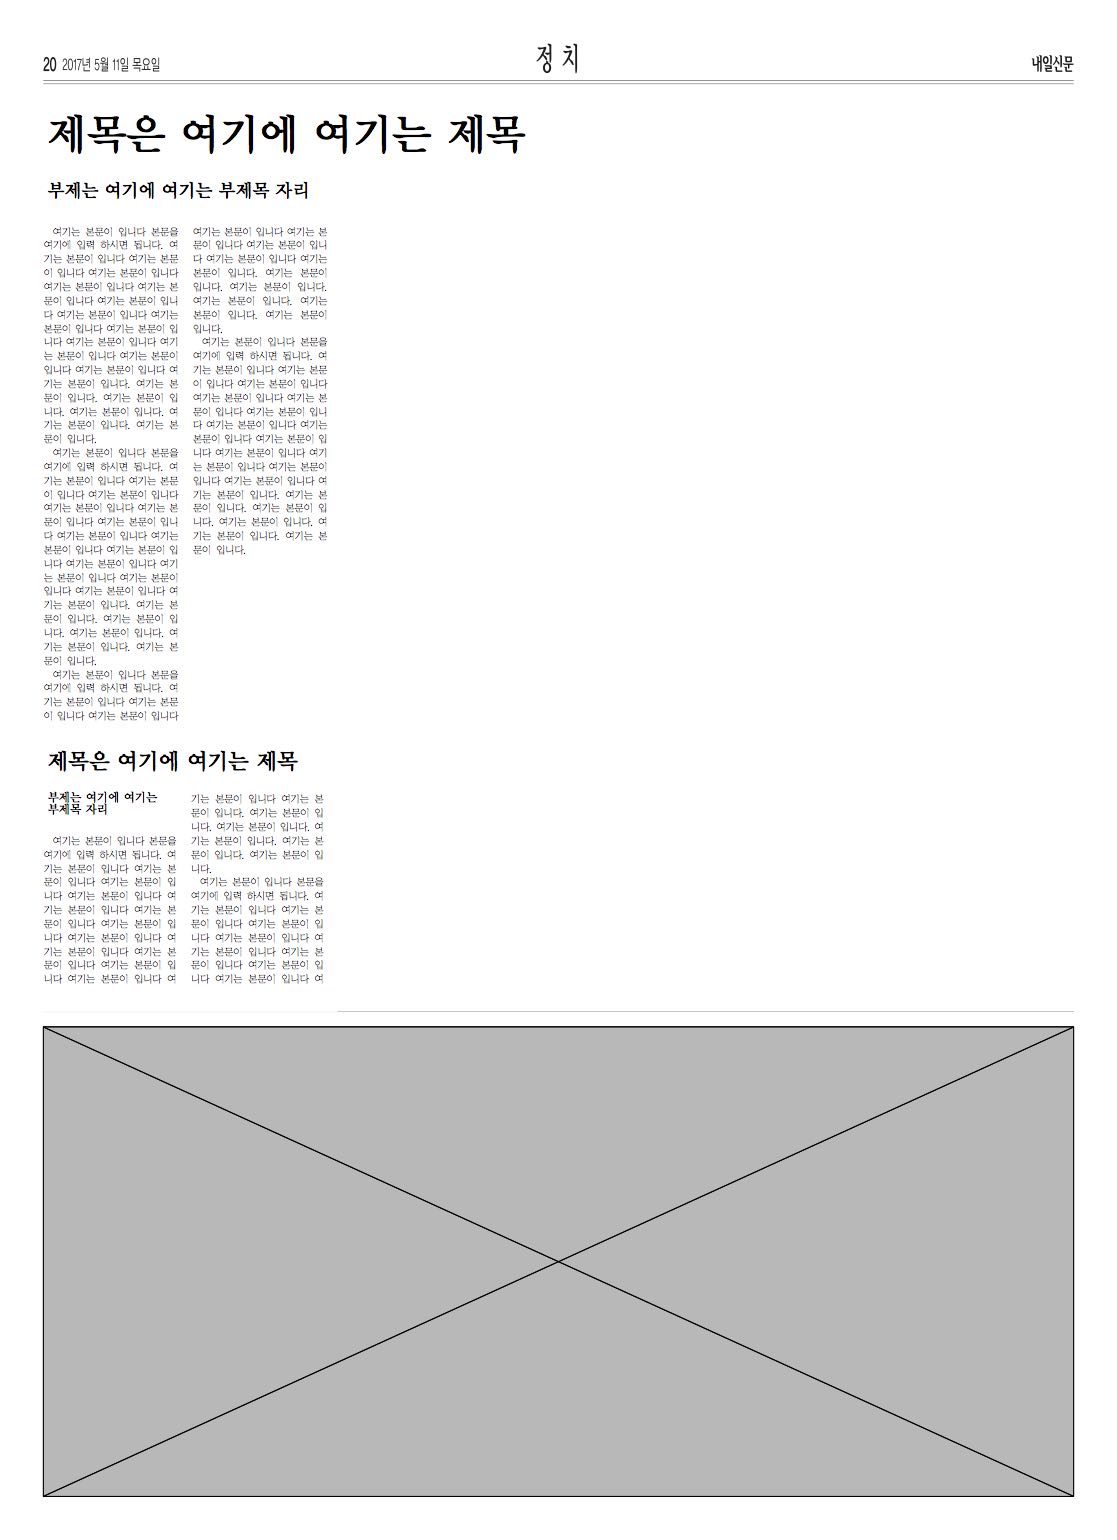 20 2017년 5월 11일 목요일
정 치
내일신문
제목은 여기에 여기는 제목
부제는 여기에 여기는 부제목 자리
여기는 본문이 입니다 본문을
여기에 입력 하시면 됩니다. 여
기는 본문이 입니다 여기는 본문
이 입니다 여기는 본문이 입니다
여기는 본문이 입니다 여기는 본
문이 입니다 여기는 본문이 입니
다 여기는 본문이 입니다 여기는
본문이 입니다 여기는 본문이 입
니다 여기는 본문이 입니다 여기
는 본문이 입니다 여기는 본문이
입니다 여기는 본문이 입니다 여
기는 본문이 입니다. 여기는 본
문이 입니다. 여기는 본문이 입
니다. 여기는 본문이 입니다. 여
기는 본문이 입니다. 여기는 본
문이 입니다.
여기는 본문이 입니다 본문을
여기에 입력 하시면 됩니다. 여
기는 본문이 입니다 여기는 본문
이 입니다 여기는 본문이 입니다
여기는 본문이 입니다 여기는 본
문이 입니다 여기는 본문이 입니
다 여기는 본문이 입니다 여기는
본문이 입니다 여기는 본문이 입
니다 여기는 본문이 입니다 여기
는 본문이 입니다 여기는 본문이
입니다 여기는 본문이 입니다 여
기는 본문이 입니다. 여기는 본
문이 입니다. 여기는 본문이 입
니다. 여기는 본문이 입니다. 여
기는 본문이 입니다. 여기는 본
문이 입니다.
여기는 본문이 입니다 본문을
여기에 입력 하시면 됩니다. 여
기는 본문이 입니다 여기는 본문
이 입니다 여기는 본문이 입니다
여기는 본문이 입니다 여기는 본
문이 입니다 여기는 본문이 입니
다 여기는 본문이 입니다 여기는
본문이 입니다. 여기는 본문이
입니다. 여기는 본문이 입니다.
여기는 본문이 입니다. 여기는
본문이 입니다. 여기는 본문이
입니다.
여기는 본문이 입니다 본문을
여기에 입력 하시면 됩니다. 여
기는 본문이 입니다 여기는 본문
이 입니다 여기는 본문이 입니다
여기는 본문이 입니다 여기는 본
문이 입니다 여기는 본문이 입니
다 여기는 본문이 입니다 여기는
본문이 입니다 여기는 본문이 입
니다 여기는 본문이 입니다 여기
는 본문이 입니다 여기는 본문이
입니다 여기는 본문이 입니다 여
기는 본문이 입니다. 여기는 본
문이 입니다. 여기는 본문이 입
니다. 여기는 본문이 입니다. 여
기는 본문이 입니다. 여기는 본
문이 입니다.
제목은 여기에 여기는 제목
부제는 여기에 여기는
부제목 자리
여기는 본문이 입니다 본문을
여기에 입력 하시면 됩니다. 여
기는 본문이 입니다 여기는 본
문이 입니다 여기는 본문이 입
니다 여기는 본문이 입니다 여
기는 본문이 입니다 여기는 본
문이 입니다 여기는 본문이 입
니다 여기는 본문이 입니다 여
기는 본문이 입니다 여기는 본
문이 입니다 여기는 본문이 입
니다 여기는 본문이 입니다 여
기는 본문이 입니다 여기는 본
문이 입니다. 여기는 본문이 입
니다. 여기는 본문이 입니다. 여
기는 본문이 입니다. 여기는 본
문이 입니다. 여기는 본문이 입
니다.
여기는 본문이 입니다 본문을
여기에 입력 하시면 됩니다. 여
기는 본문이 입니다 여기는 본
문이 입니다 여기는 본문이 입
니다 여기는 본문이 입니다 여
기는 본문이 입니다 여기는 본
문이 입니다 여기는 본문이 입
니다 여기는 본문이 입니다 여